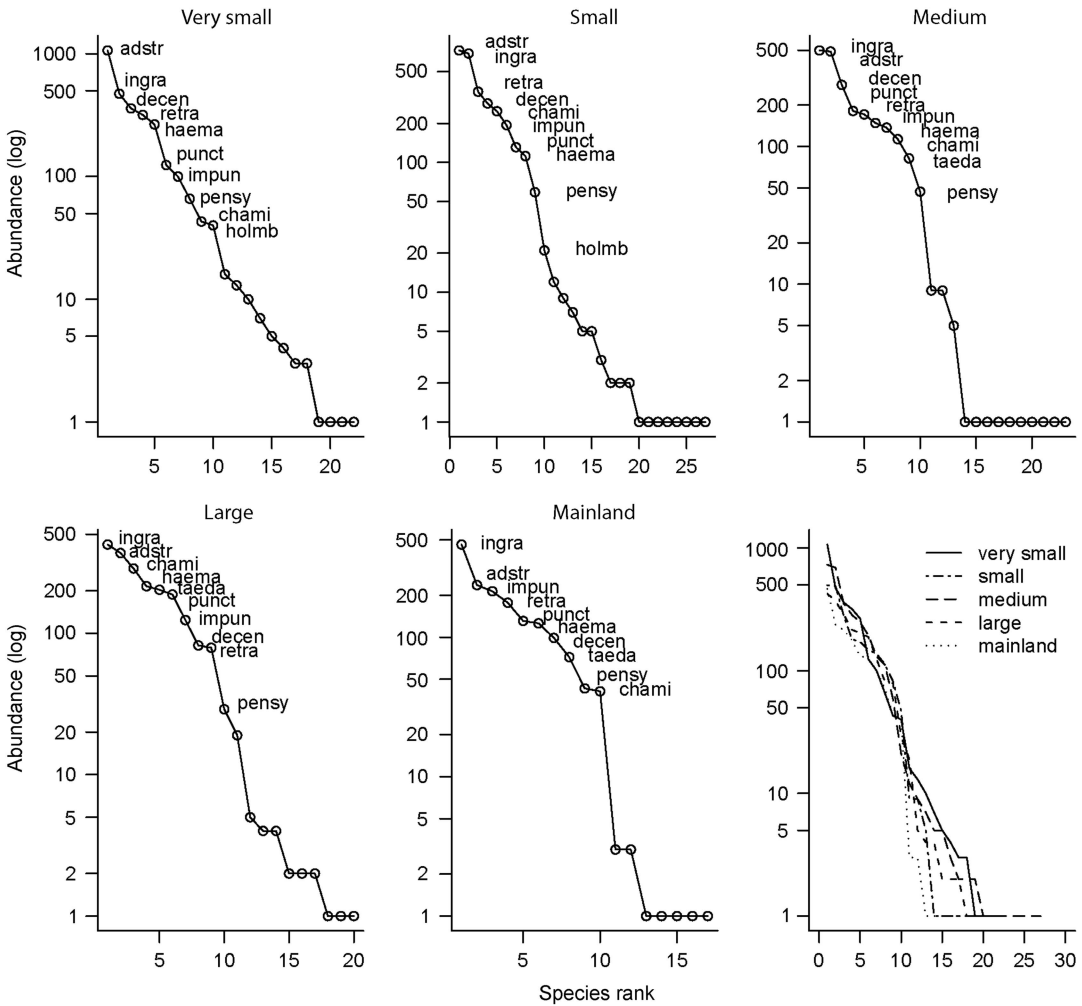 Very small
Small
Medium
Abundance (log)
1000
500
100
50
10
5
1
adstr
ingra
decen
retra
haema
punct
impun
pensy
chami
holmb
5
10
15
20
500
200
100
50
20
10
5
2
1
adstr
ingra
retra
decen
chami
impun
punct
haema
pensy
holmb
0
5
10
15
20
25
500
200
100
50
20
10
5
2
1
ingra
adstr
decen
punct
retra
impun
haema
chami
taeda
pensy
5
10
15
20
Large
Mainland
Abundance (log)
500
200
100
50
20
10
5
2
1
ingra
adstr
chami
haema
taeda
punct
impun
decen
retra
pensy
5
10
15
20
500
200
100
50
20
10
5
2
1
ingra
adstr
impun
retra
punct
haema
decen
taeda
pensy
chami
5
10
15
Species rank
1000
500
100
50
10
5
1
very small
small
medium
large
mainland
0
5
10
15
20
25
30